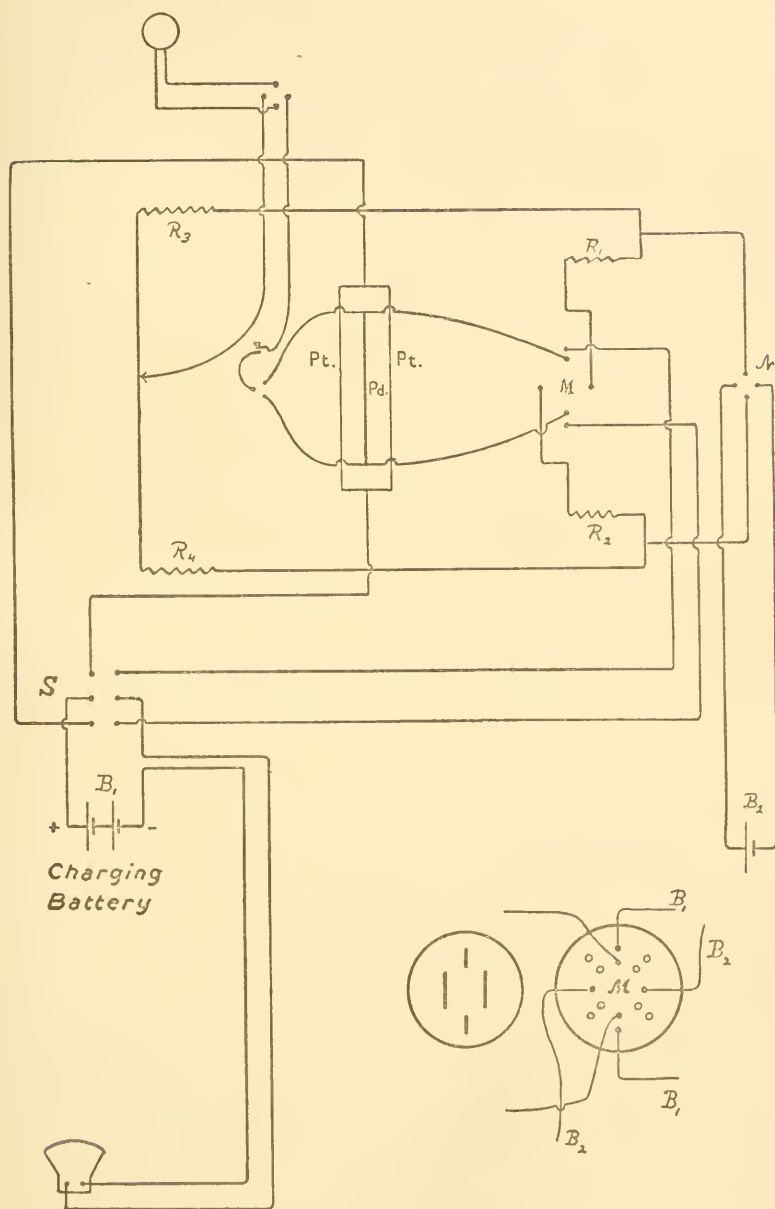 R₃
R₁
Pt.
Pd.
Pt.
M
N
R₄
R₂
S
B₁
+
-
B₂
Charging
Battery
B₁
B₂
M
B₁
B₂